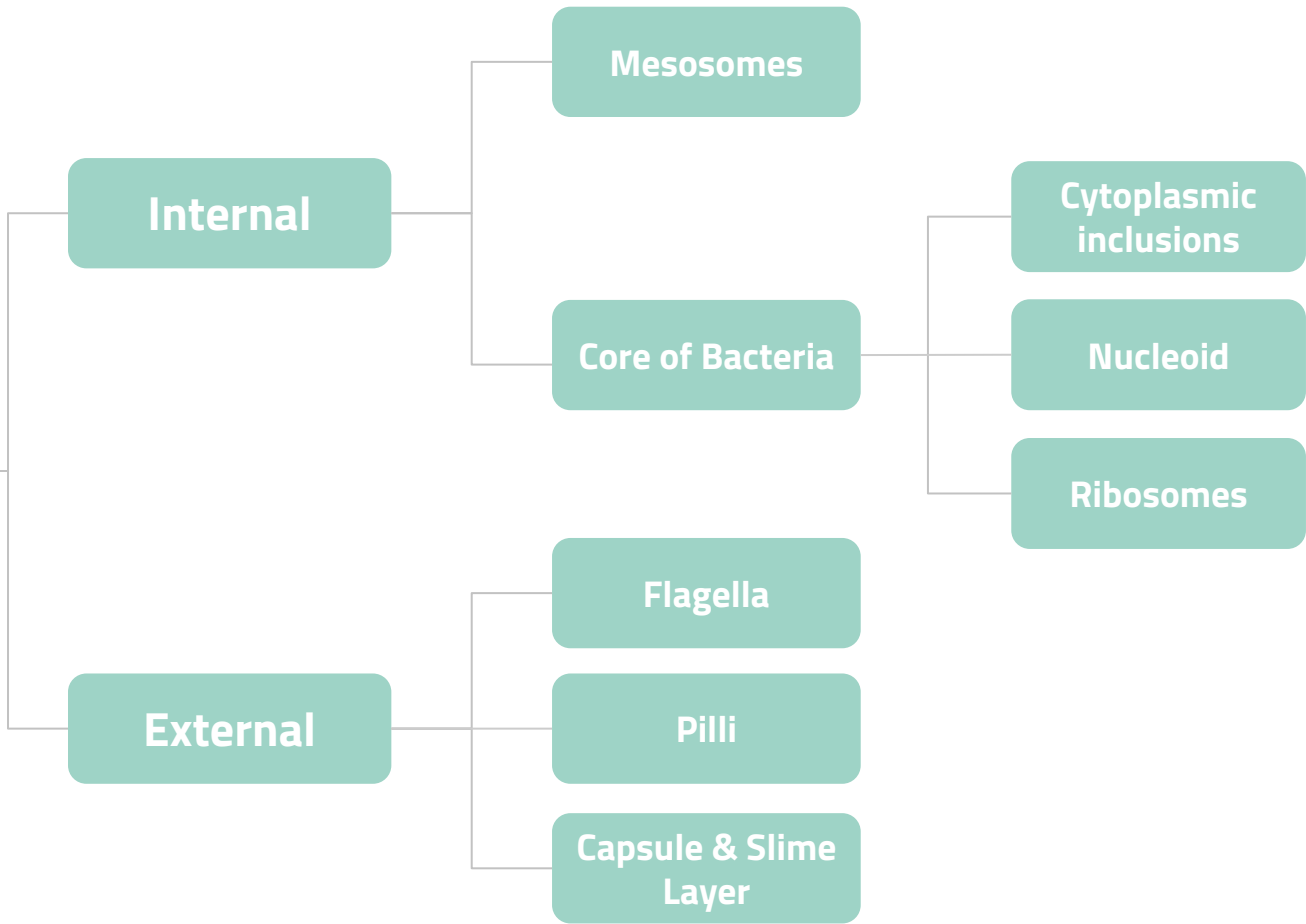 Mesosomes
Internal
Cytoplasmic
inclusions
Core of Bacteria
Nucleoid
Ribosomes
Flagella
External
Pilli
Capsule & Slime
Layer